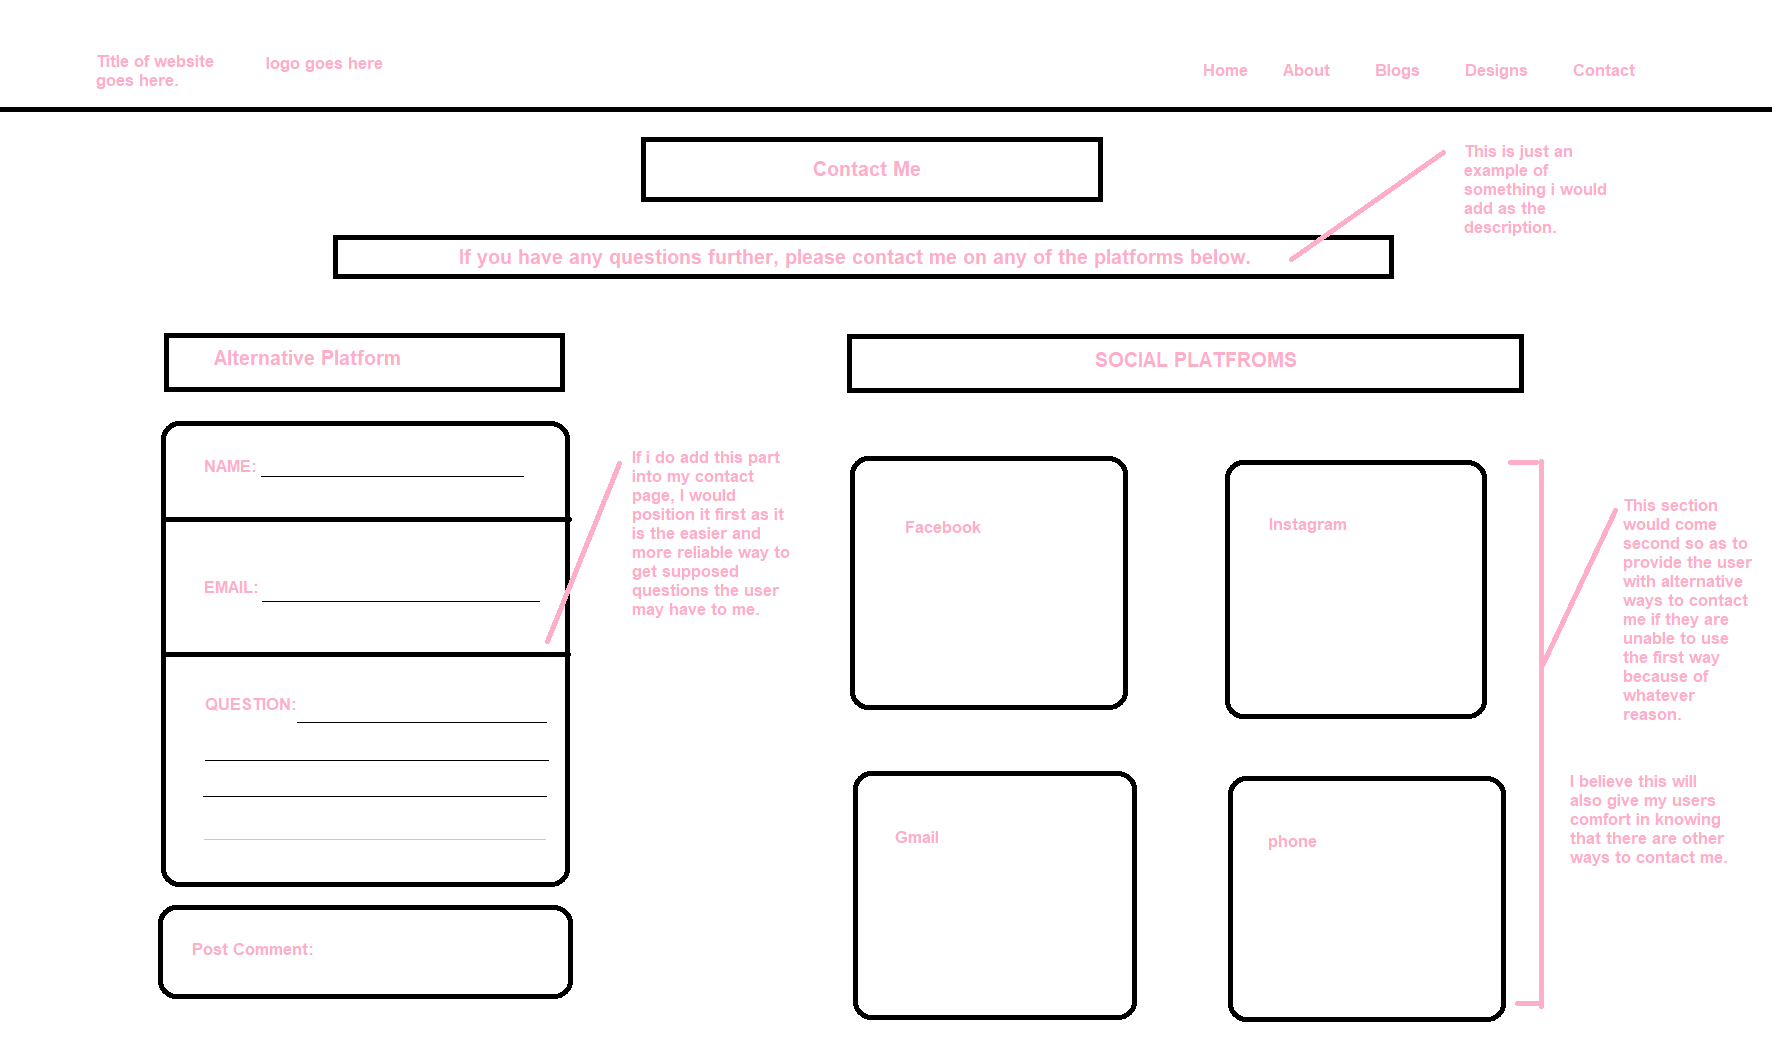 Title of website
goes here.
logo goes here
Home
About
Blogs
Designs
Contact
Contact Me
This is just an
example of
something i would
add as the
description.
If you have any questions further, please contact me on any of the platforms below.
Alternative Platform
SOCIAL PLATFROMS
NAME:
EMAIL:
QUESTION:
Post Comment:
If i do add this part
into my contact
page, I would
position it first as it
is the easier and
more reliable way to
get supposed
questions the user
may have to me.
Facebook
Instagram
Gmail
phone
This section
would come
second so as to
provide the user
with alternative
ways to contact
me if they are
unable to use
the first way
because of
whatever
reason.
I believe this will
also give my users
comfort in knowing
that there are other
ways to contact me.